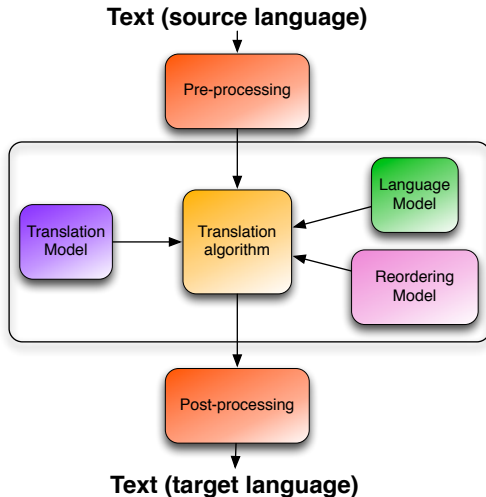 Text (source language)
Pre-processing
Language
Model
Translation
Model
Translation
algorithm
Reordering
Model
Post-processing
Text (target language)